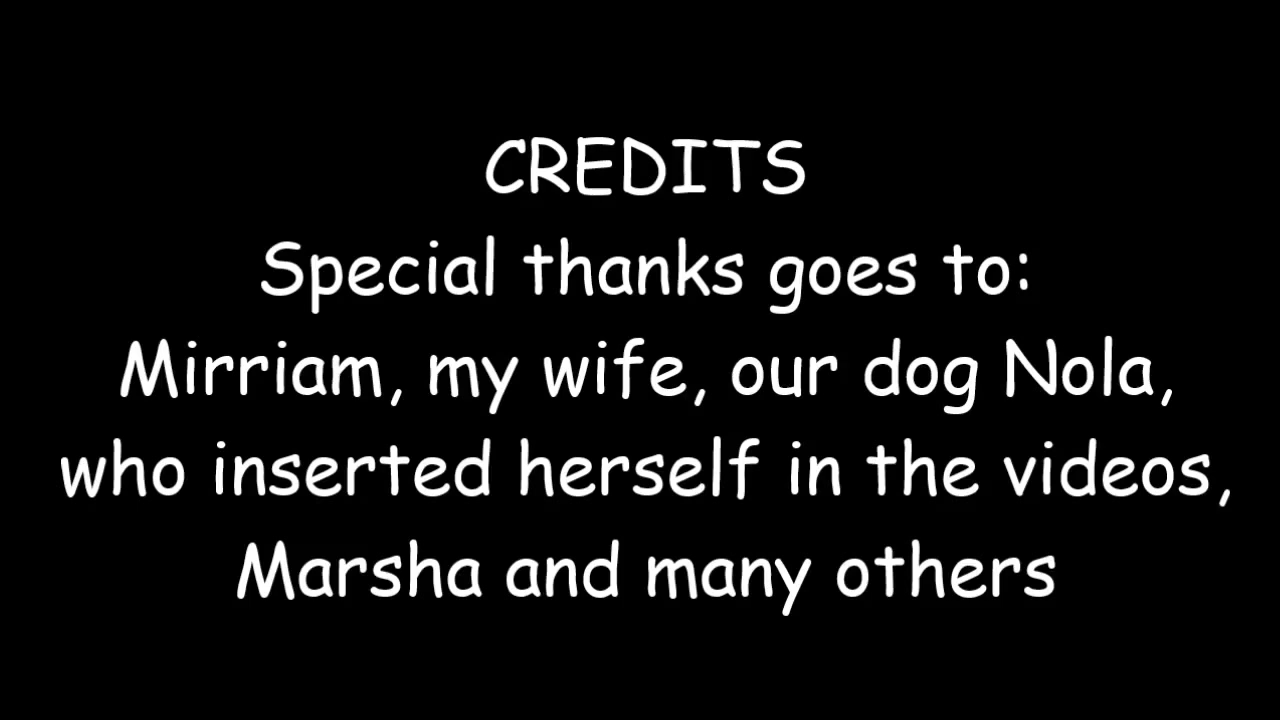 CREDITS
Special thanks goes to:
Mirriam, my wife, our dog Nola,
who inserted herself in the videos,
Marsha and many others